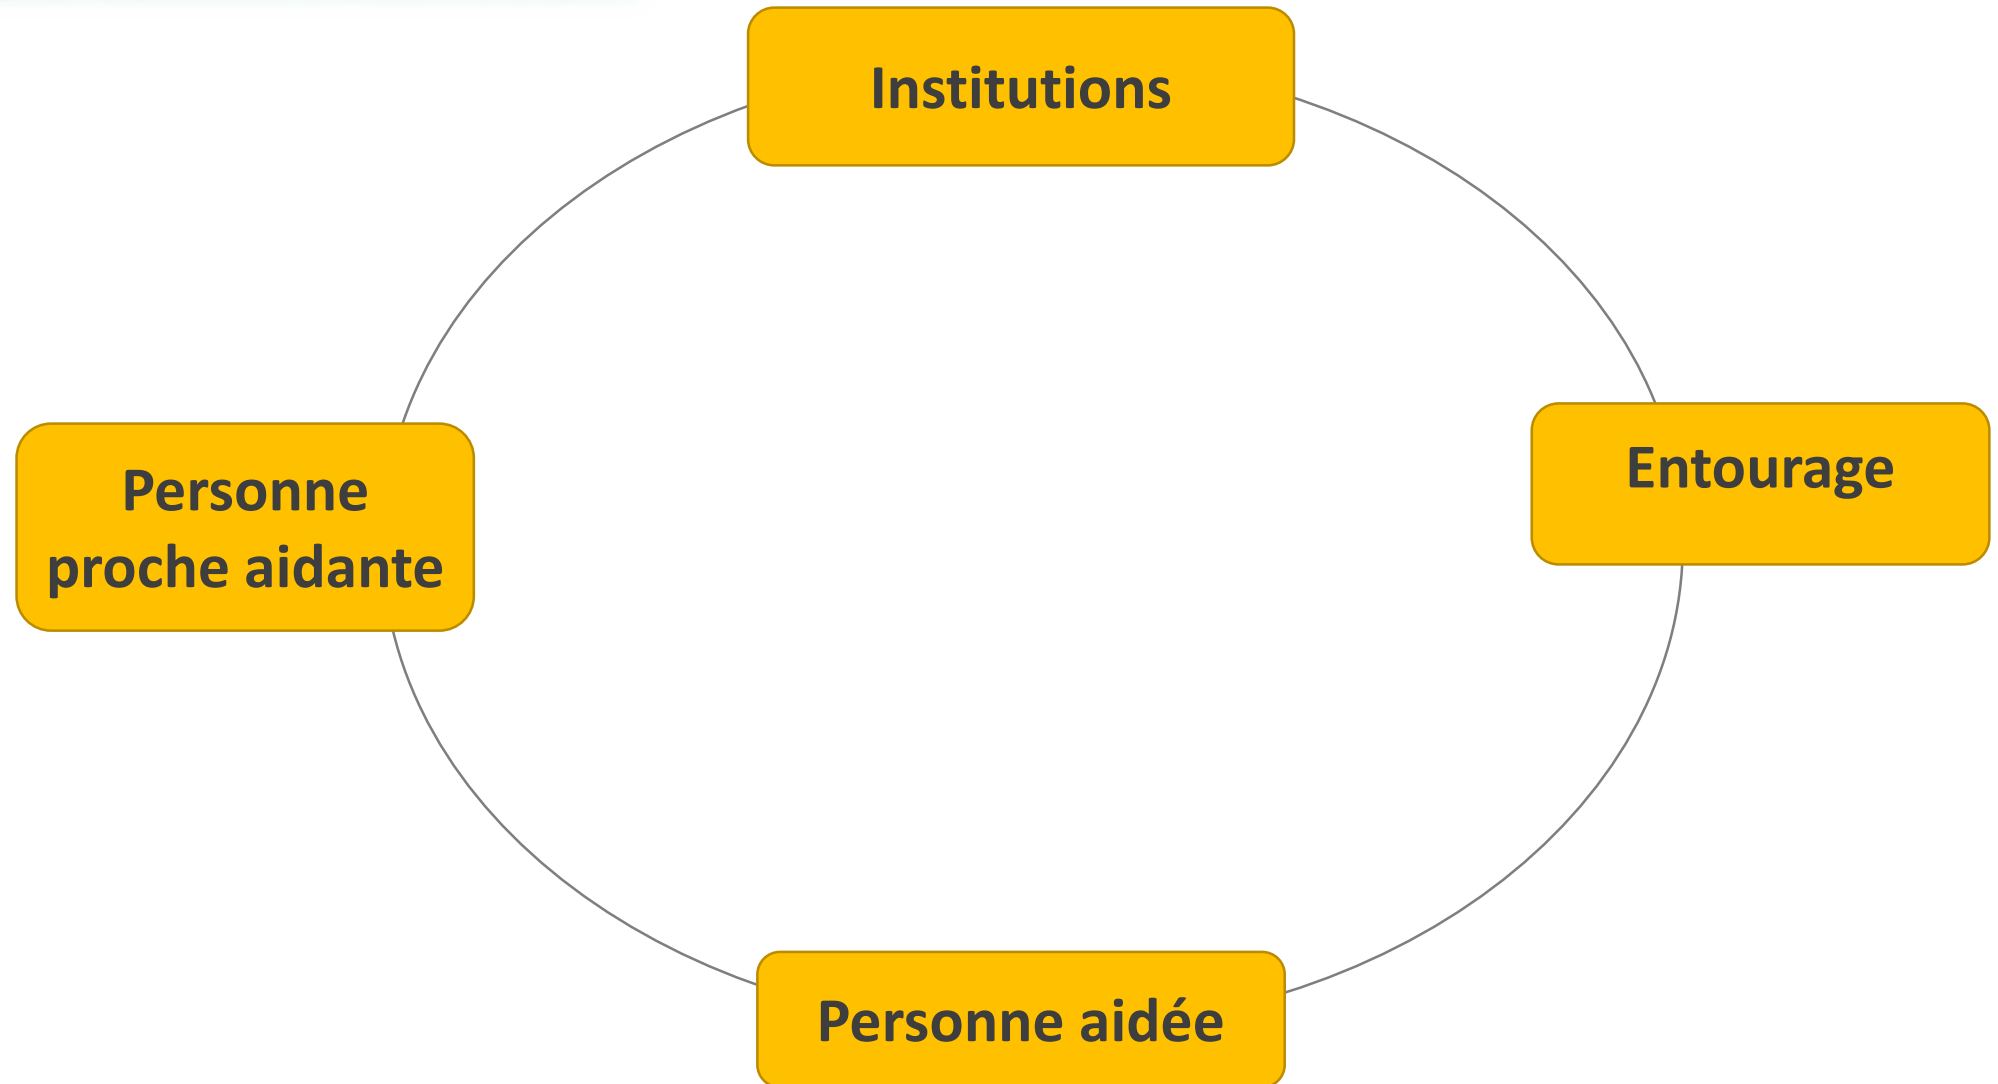 Institutions
Entourage
Personne
proche aidante
Personne aidée